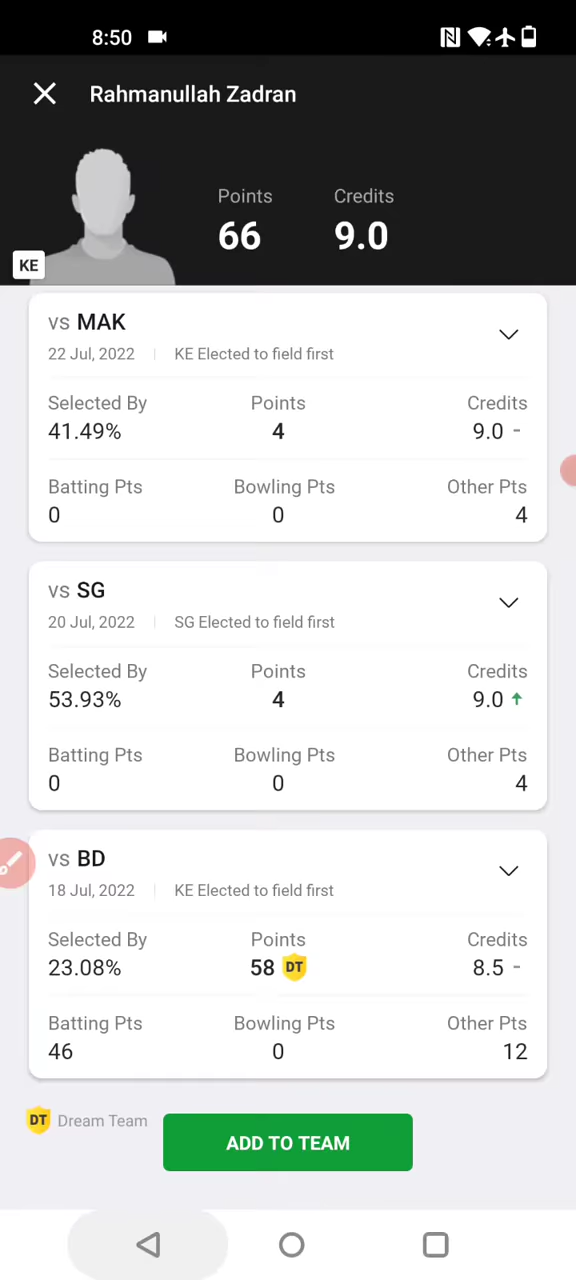 8:50
Rahmanullah Zadran
Points Credits
66 9.0
KE
vs MAK
22 Jul, 2022 KE Elected to field first
Selected By Points Credits
41.49% 4 9.0 -
Batting Pts Bowling Pts Other Pts
0 0 4
vs SG
20 Jul, 2022 SG Elected to field first
Selected By Points Credits
53.93% 4 9.0
Batting Pts Bowling Pts Other Pts
0 0 4
vs BD
18 Jul, 2022 KE Elected to field first
Selected By Points Credits
23.08% 58 DT 8.5 -
Batting Pts Bowling Pts Other Pts
46 0 12
DT Dream Team
ADD TO TEAM